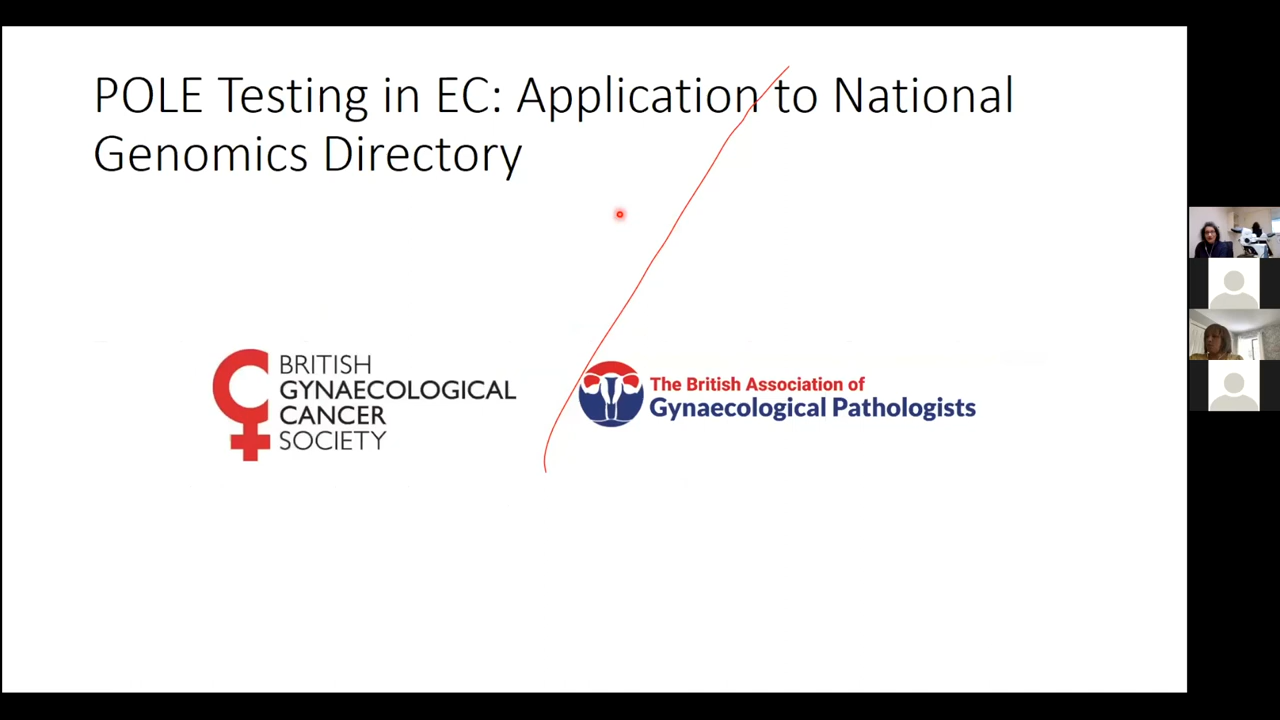 POLE Testing in EC: Application to National
Genomics Directory
BRITISH
GYNAECOLOGICAL
CANCER
SOCIETY
The British Association of
Gynaecological Pathologists